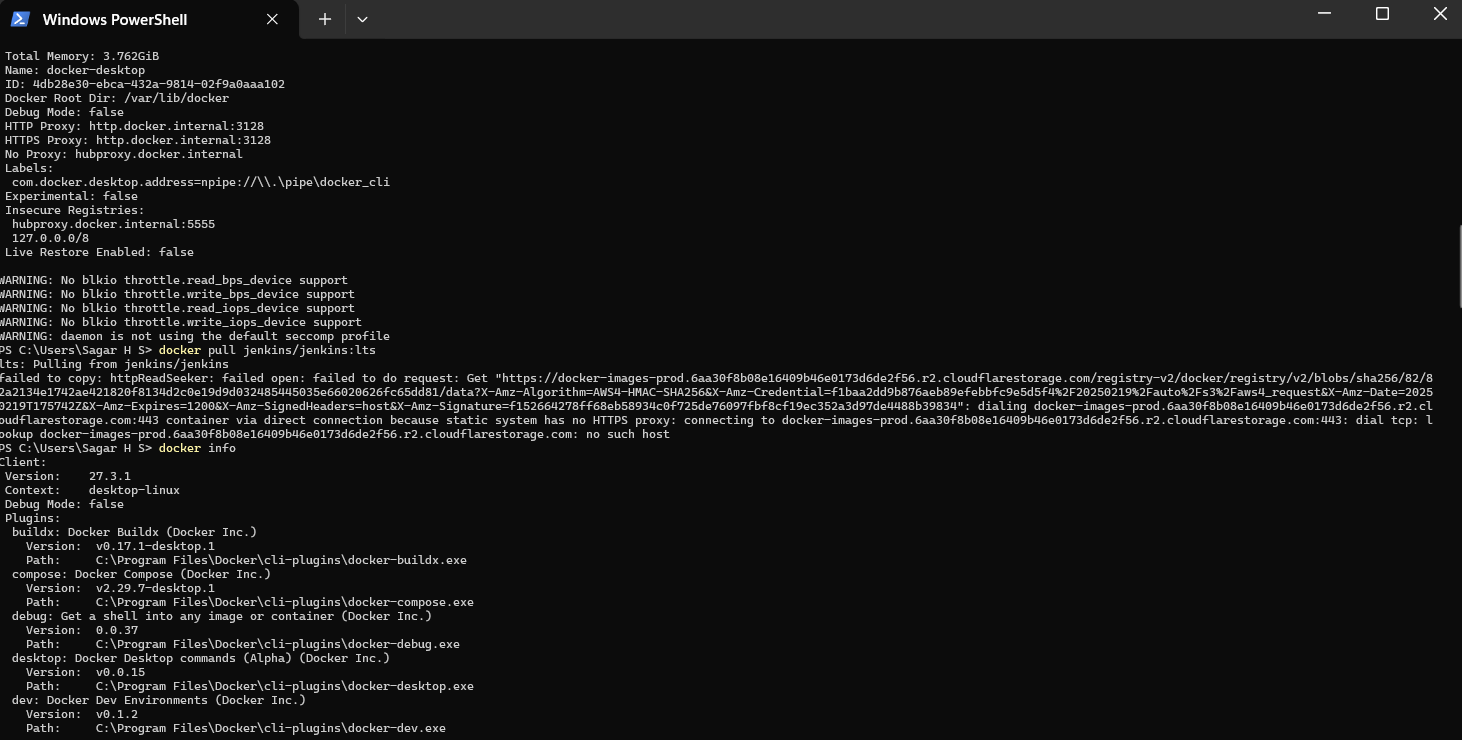 Windows PowerShell
Total Memory: 3.762GiB
Name: docker-desktop
ID: 4db28e30-ebca-432a-9814-02f9a0aaa102
Docker Root Dir: /var/lib/docker
Debug Mode: false
HTTP Proxy: http.docker.internal:3128
HTTPS Proxy: http.docker.internal:3128
No Proxy: hubproxy.docker.internal
Labels:
com.docker.desktop.address=npipe://\\.\pipe\docker_cli
Experimental: false
Insecure Registries:
hubproxy.docker.internal:5555
127.0.0.0/8
Live Restore Enabled: false
WARNING: No blkio throttle.read_bps_device support
WARNING: No blkio throttle.write_bps_device support
WARNING: No blkio throttle.read_iops_device support
WARNING: No blkio throttle.write_iops_device support
WARNING: daemon is not using the default seccomp profile
PS C:\Users\Sagar H S> docker pull jenkins/jenkins:lts
lts: Pulling from jenkins/jenkins
failed to copy: httpReadSeeker: failed open: failed to do request: Get "https://docker-images-prod.6aa30f8b08e16409b46e0173d6de2f56.r2.cloudflarestorage.com/registry-v2/docker/registry/v2/blobs/sha256/82/8
2a2134e1742ae421820f8134d2c0e19d9d032485445035e66020626fc65dd81/data?X-Amz-Algorithm=AWS4-HMAC-SHA256&X-Amz-Credential=f1baa2dd9b876aeb89efebbfc9e5d5f4%2F20250219%2Fauto%2Fs3%2Faws4_request&X-Amz-Date=2025
0219T175742Z&X-Amz-Expires=1200&X-Amz-SignedHeaders=host&X-Amz-Signature=f152664278ff68eb58934c0f725de76097fbf8cf19ec352a3d97de4488b39834": dialing docker-images-prod.6aa30f8b08e16409b46e0173d6de2f56.r2.cl
oudflarestorage.com:443 container via direct connection because static system has no HTTPS proxy: connecting to docker-images-prod.6aa30f8b08e16409b46e0173d6de2f56.r2.cloudflarestorage.com:443: dial tcp: l
ookup docker-images-prod.6aa30f8b08e16409b46e0173d6de2f56.r2.cloudflarestorage.com: no such host
PS C:\Users\Sagar H S> docker info
Client:
Version:    27.3.1
Context:    desktop-linux
Debug Mode: false
Plugins:
buildx: Docker Buildx (Docker Inc.)
Version:  v0.17.1-desktop.1
Path:     C:\Program Files\Docker\cli-plugins\docker-buildx.exe
compose: Docker Compose (Docker Inc.)
Version:  v2.29.7-desktop.1
Path:     C:\Program Files\Docker\cli-plugins\docker-compose.exe
debug: Get a shell into any image or container (Docker Inc.)
Version:  0.0.37
Path:     C:\Program Files\Docker\cli-plugins\docker-debug.exe
desktop: Docker Desktop commands (Alpha) (Docker Inc.)
Version:  v0.0.15
Path:     C:\Program Files\Docker\cli-plugins\docker-desktop.exe
dev: Docker Dev Environments (Docker Inc.)
Version:  v0.1.2
Path:     C:\Program Files\Docker\cli-plugins\docker-dev.exe